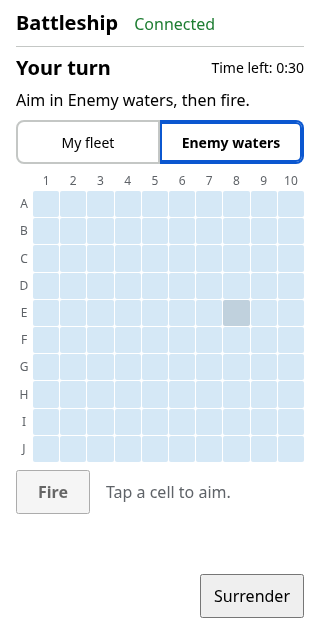 Battleship Connected
Your turn Time left: 0:30
Aim in Enemy waters, then fire.
My fleet Enemy waters
1 2 3 4 5 6 7 8 9 10
A
B
C
D
E
F
G
H
I
J
Fire Tap a cell to aim.
Surrender